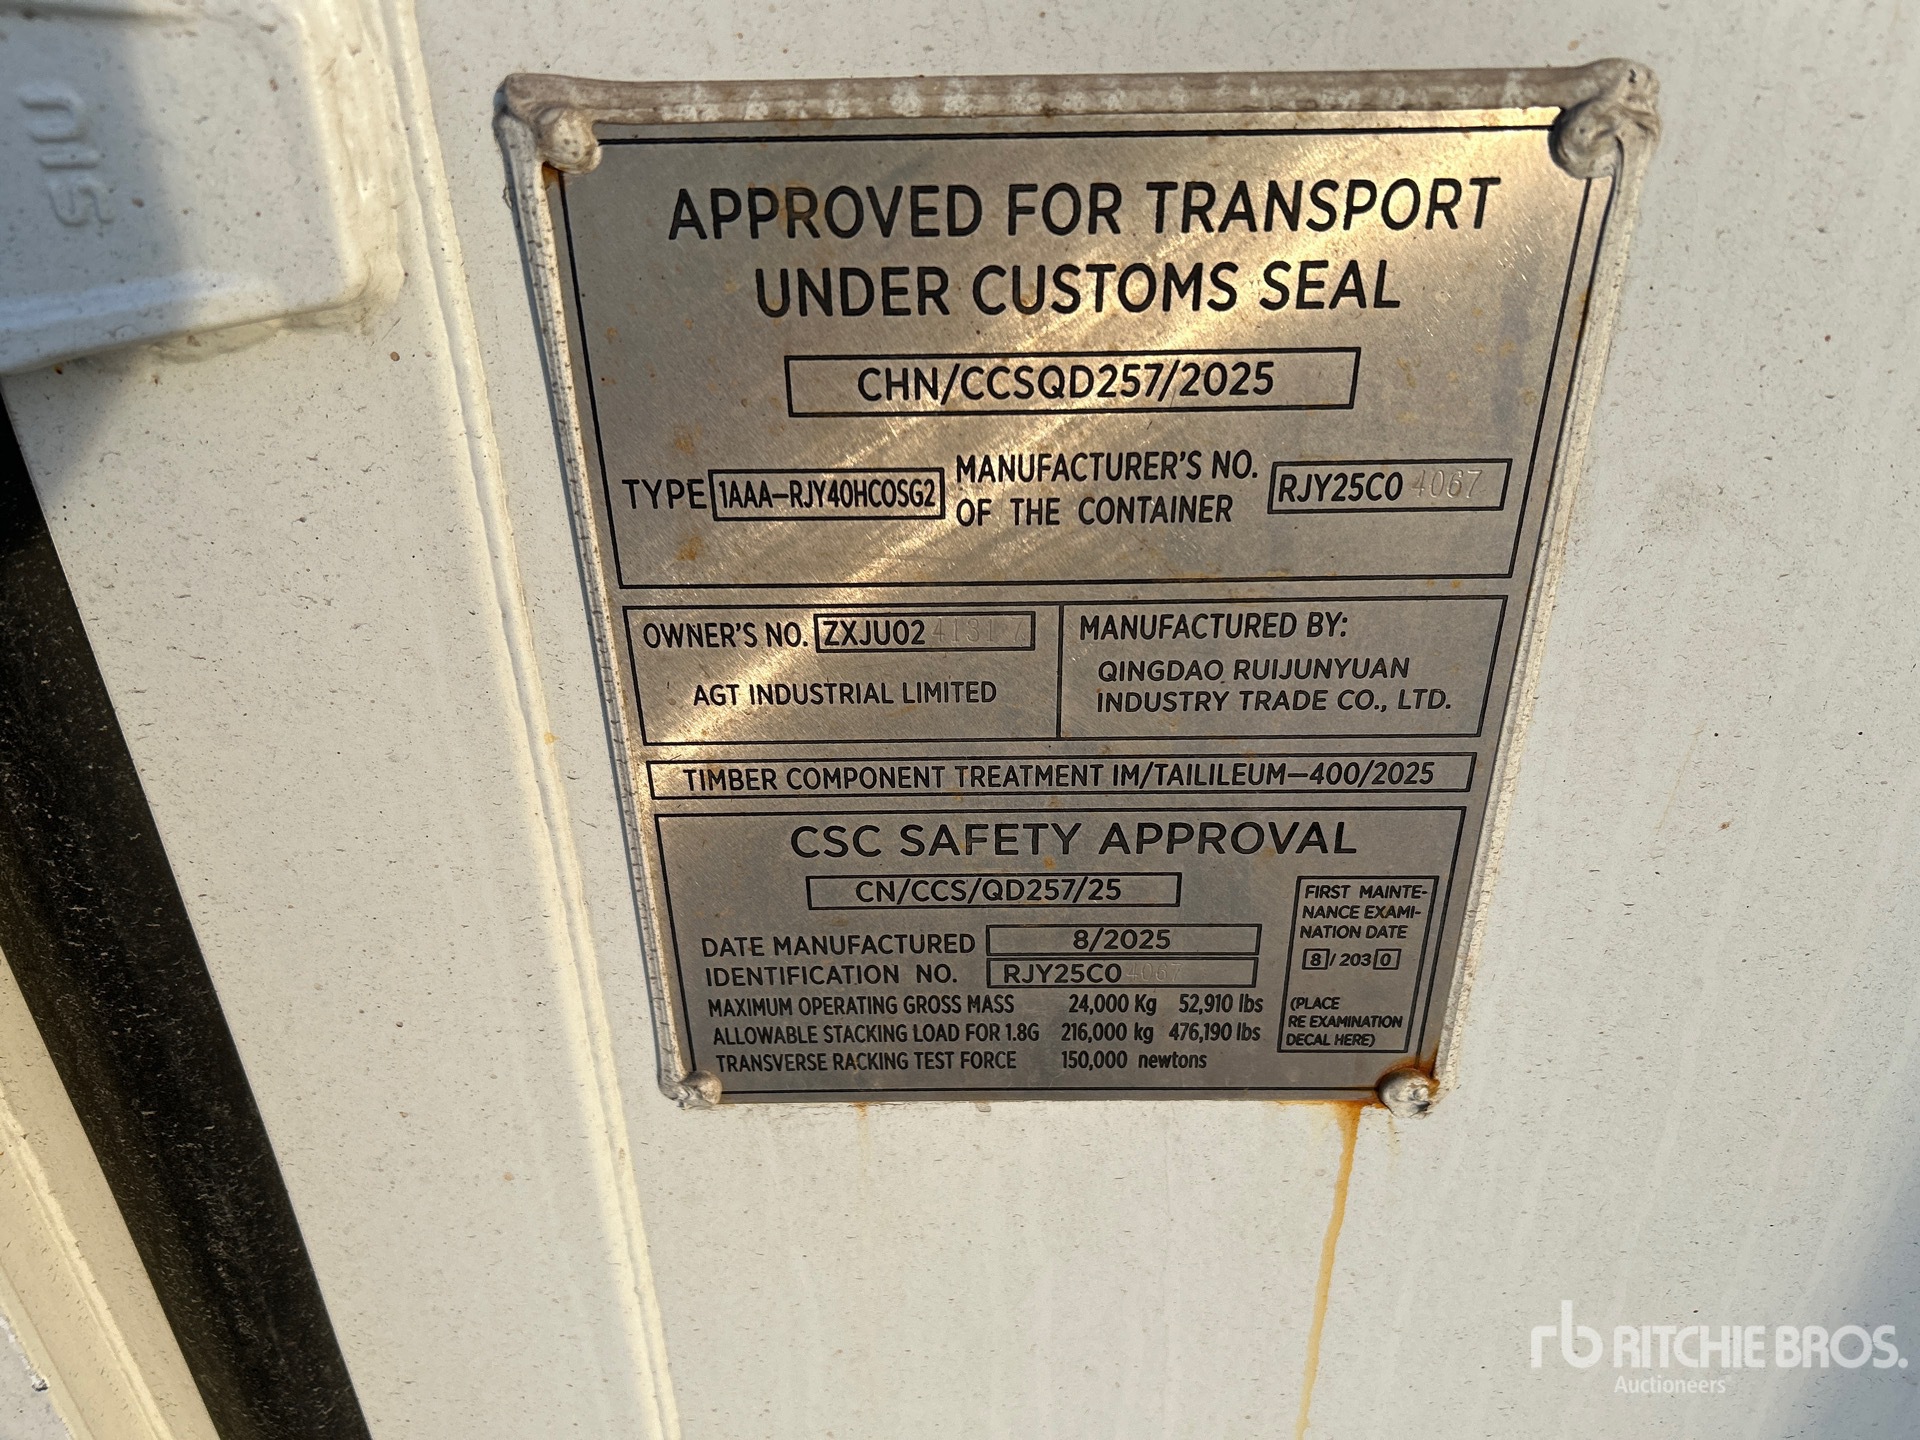 APPROVED FOR TRANSPORT
UNDER CUSTOMS SEAL
CHN/CCSQD257/2025
TYPE 1AAA-RJY40HCOSG2 MANUFACTURER'S NO. OF THE CONTAINER RJY25C0 4067
OWNER'S NO. ZXJU02 41317
AGT INDUSTRIAL LIMITED
MANUFACTURED BY:
QINGDAO RUIJUNYUAN
INDUSTRY TRADE CO., LTD.
TIMBER COMPONENT TREATMENT IM/TAILILEUM-400/2025
CSC SAFETY APPROVAL
CN/CCS/QD257/25
DATE MANUFACTURED 8/2025
IDENTIFICATION NO. RJY25C0 4067
MAXIMUM OPERATING GROSS MASS 24,000 Kg 52,910 lbs
ALLOWABLE STACKING LOAD FOR 1.8G 216,000 kg 476,190 lbs
TRANSVERSE RACKING TEST FORCE 150,000 newtons
FIRST MAINTE-
NANCE EXAMI-
NATION DATE
8/2030
(PLACE
RE EXAMINATION
DECAL HERE)
rb RITCHIE BROS.
Auctioneers